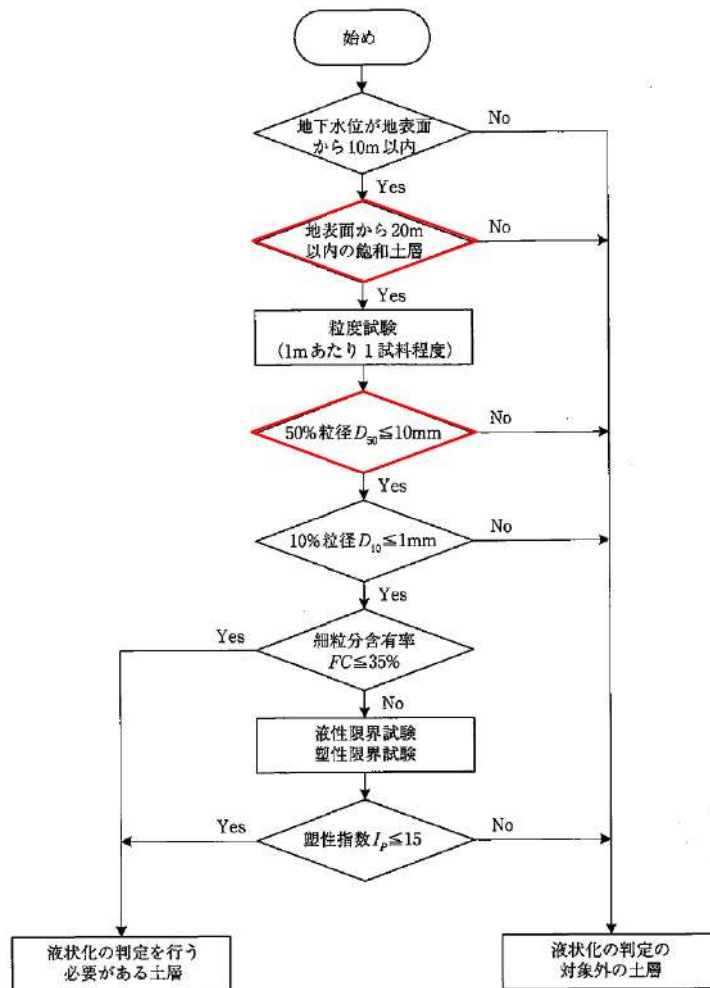 始め
地下水位が地表面
から10m以内
No
Yes
地表面から20m
以内の飽和土層
No
Yes
粒度試験
(1mあたり1試料程度)
50%粒径D50≦10mm
No
Yes
10%粒径D10≦1mm
No
Yes
細粒分含有率
FC≦35%
Yes
No
液性限界試験
塑性限界試験
塑性指数IP≦15
Yes
No
液状化の判定を行う
必要がある土層
液状化の判定の
対象外の土層